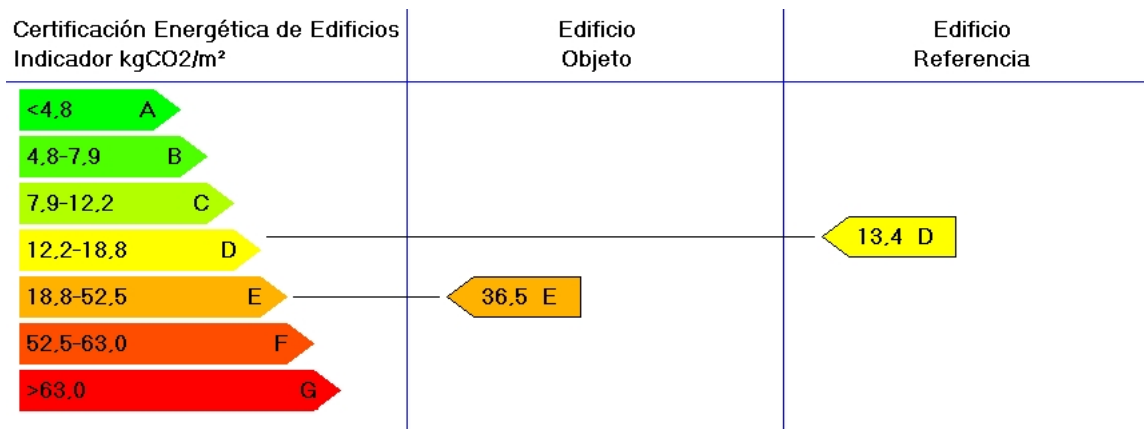 Certificación Energética de Edificios
Indicador kgCO2/m²
Edificio
Objeto
Edificio
Referencia
<4,8 A
4,8-7,9 B
7,9-12,2 C
12,2-18,8 D
13,4 D
18,8-52,5 E
36,5 E
52,5-63,0 F
>63,0 G